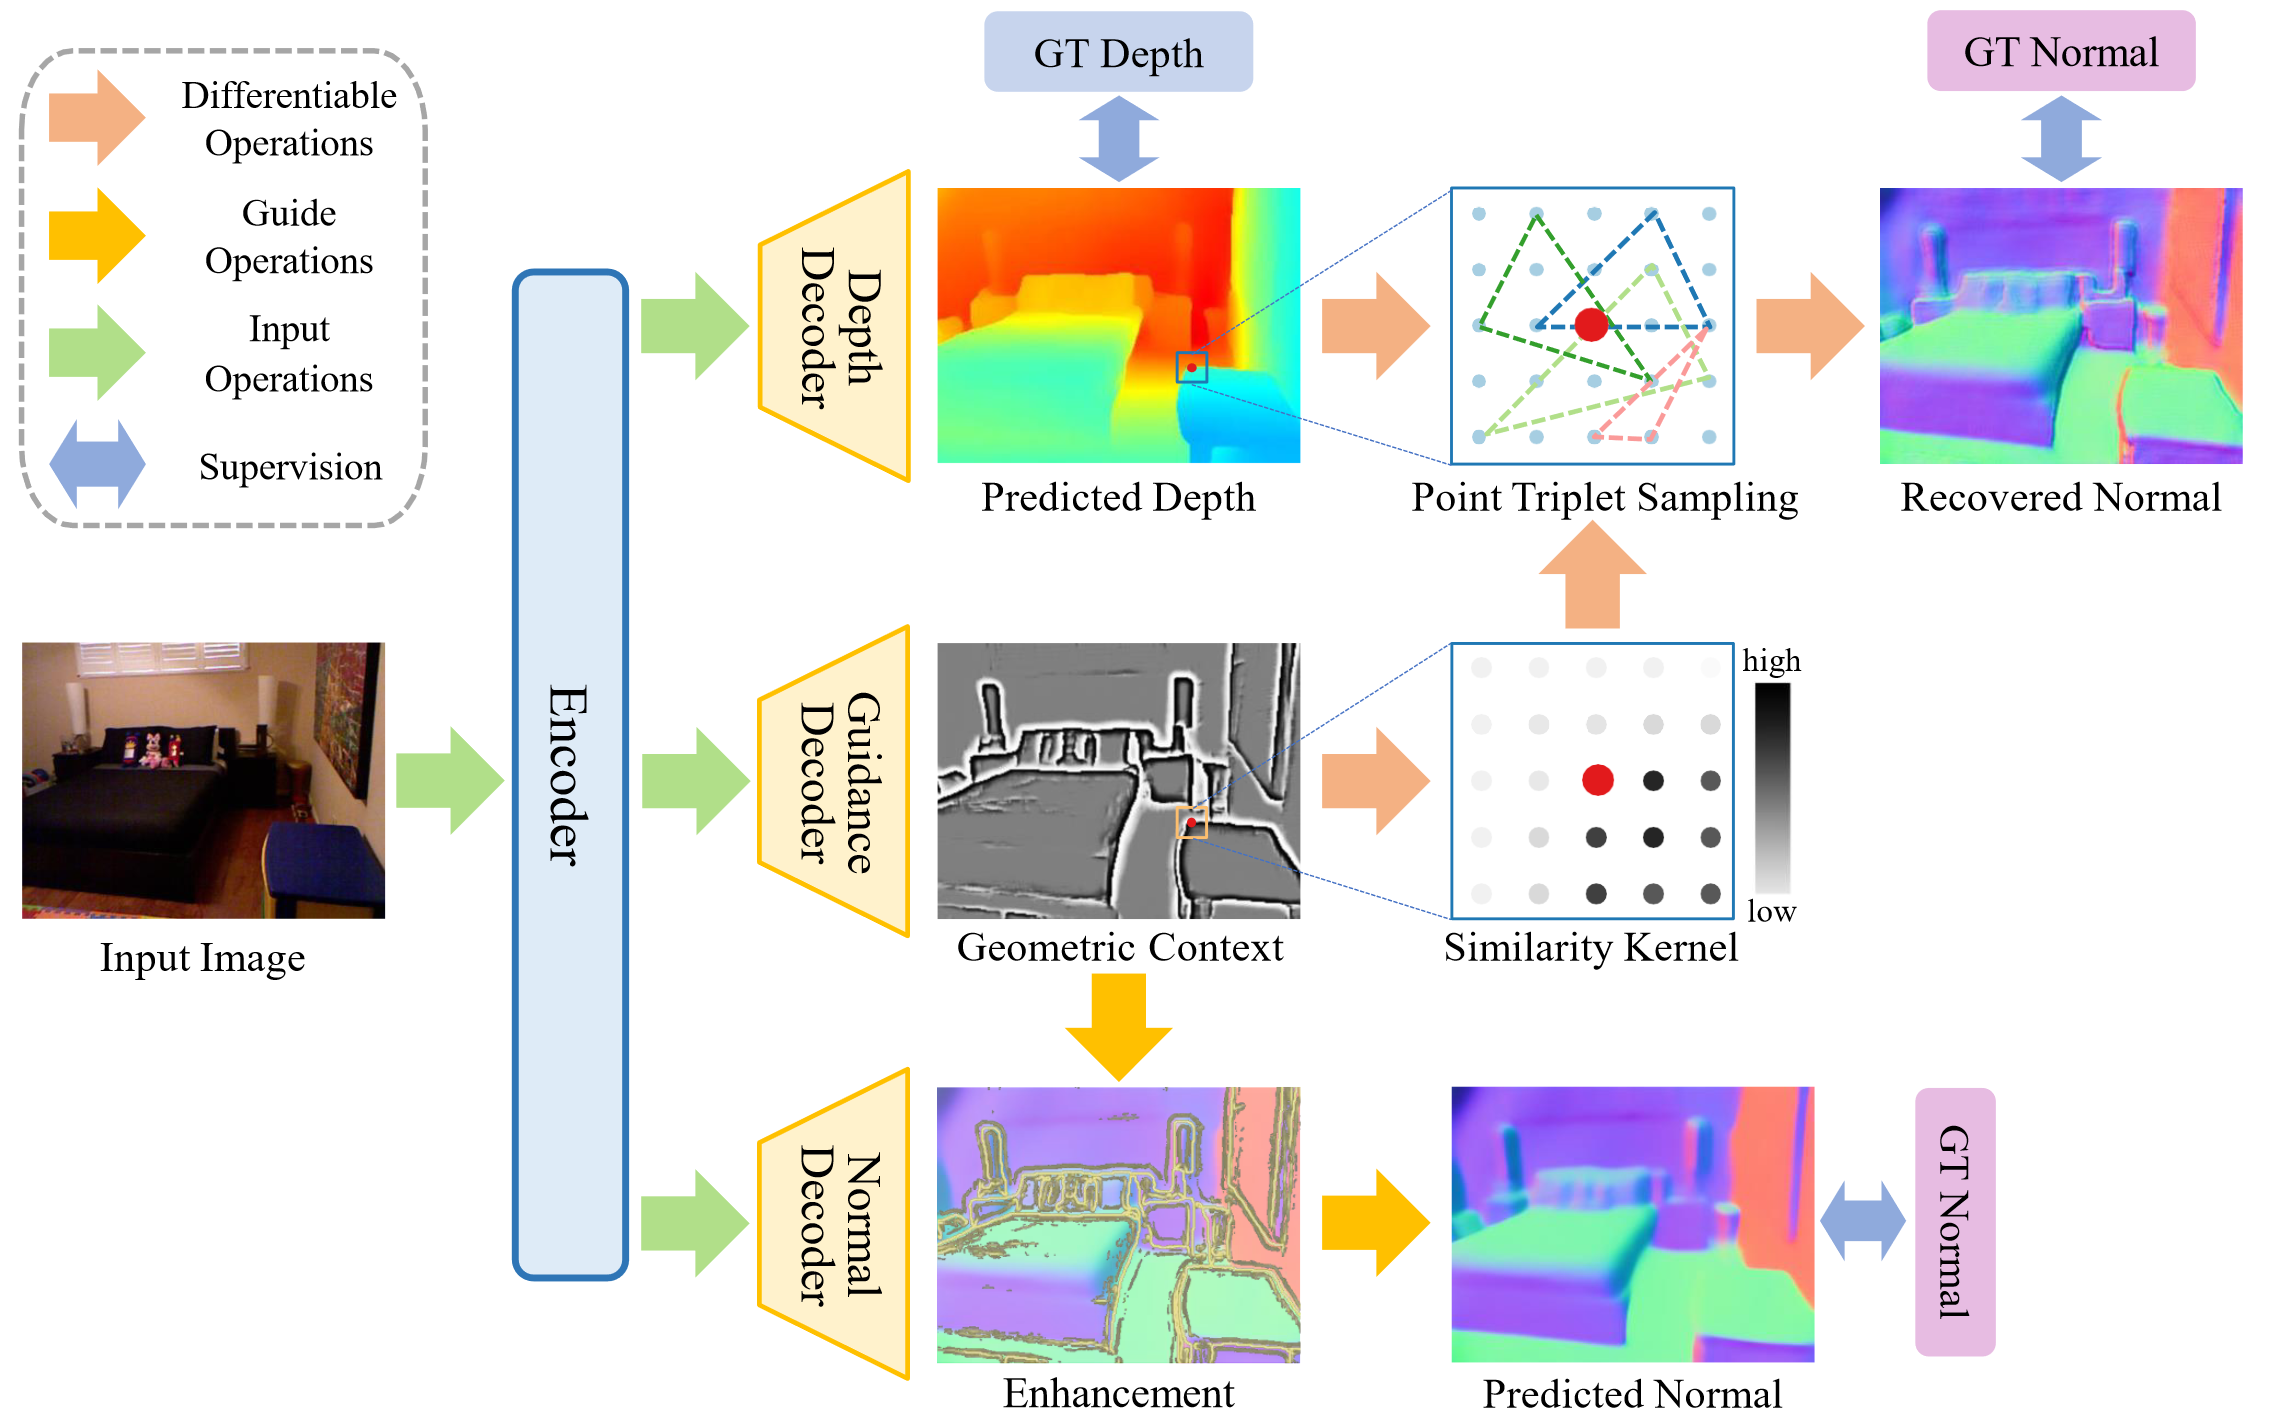 Differentiable
Operations
Guide
Operations
Input
Operations
Supervision
GT Depth
GT Normal
Depth
Decoder
Predicted Depth
Point Triplet Sampling
Recovered Normal
Input Image
Encoder
Guidance
Decoder
Geometric Context
high
low
Similarity Kernel
Normal
Decoder
Enhancement
Predicted Normal
GT Normal